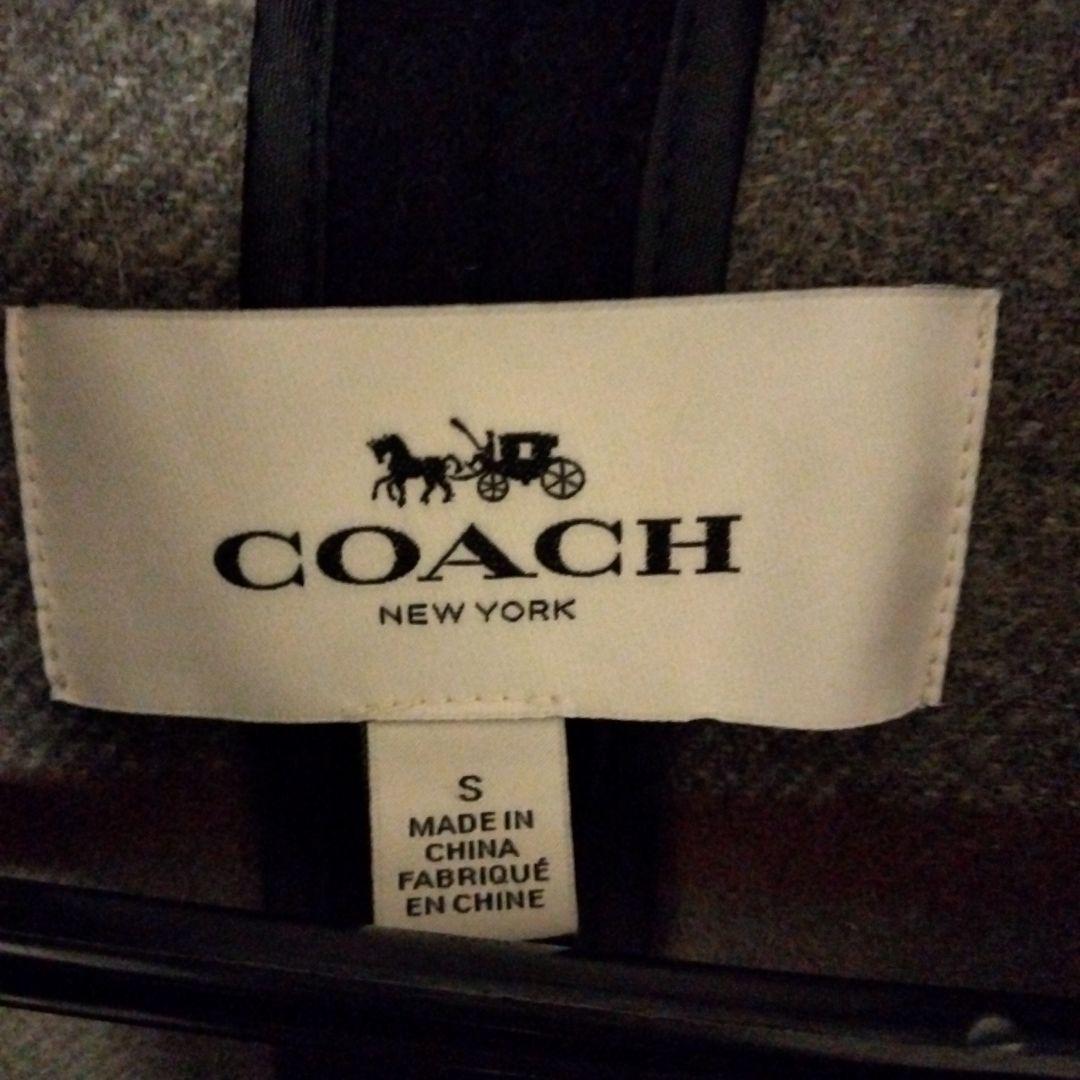 COACH
NEW YORK
S
MADE IN
CHINA
FABRIQUÉ
EN CHINE